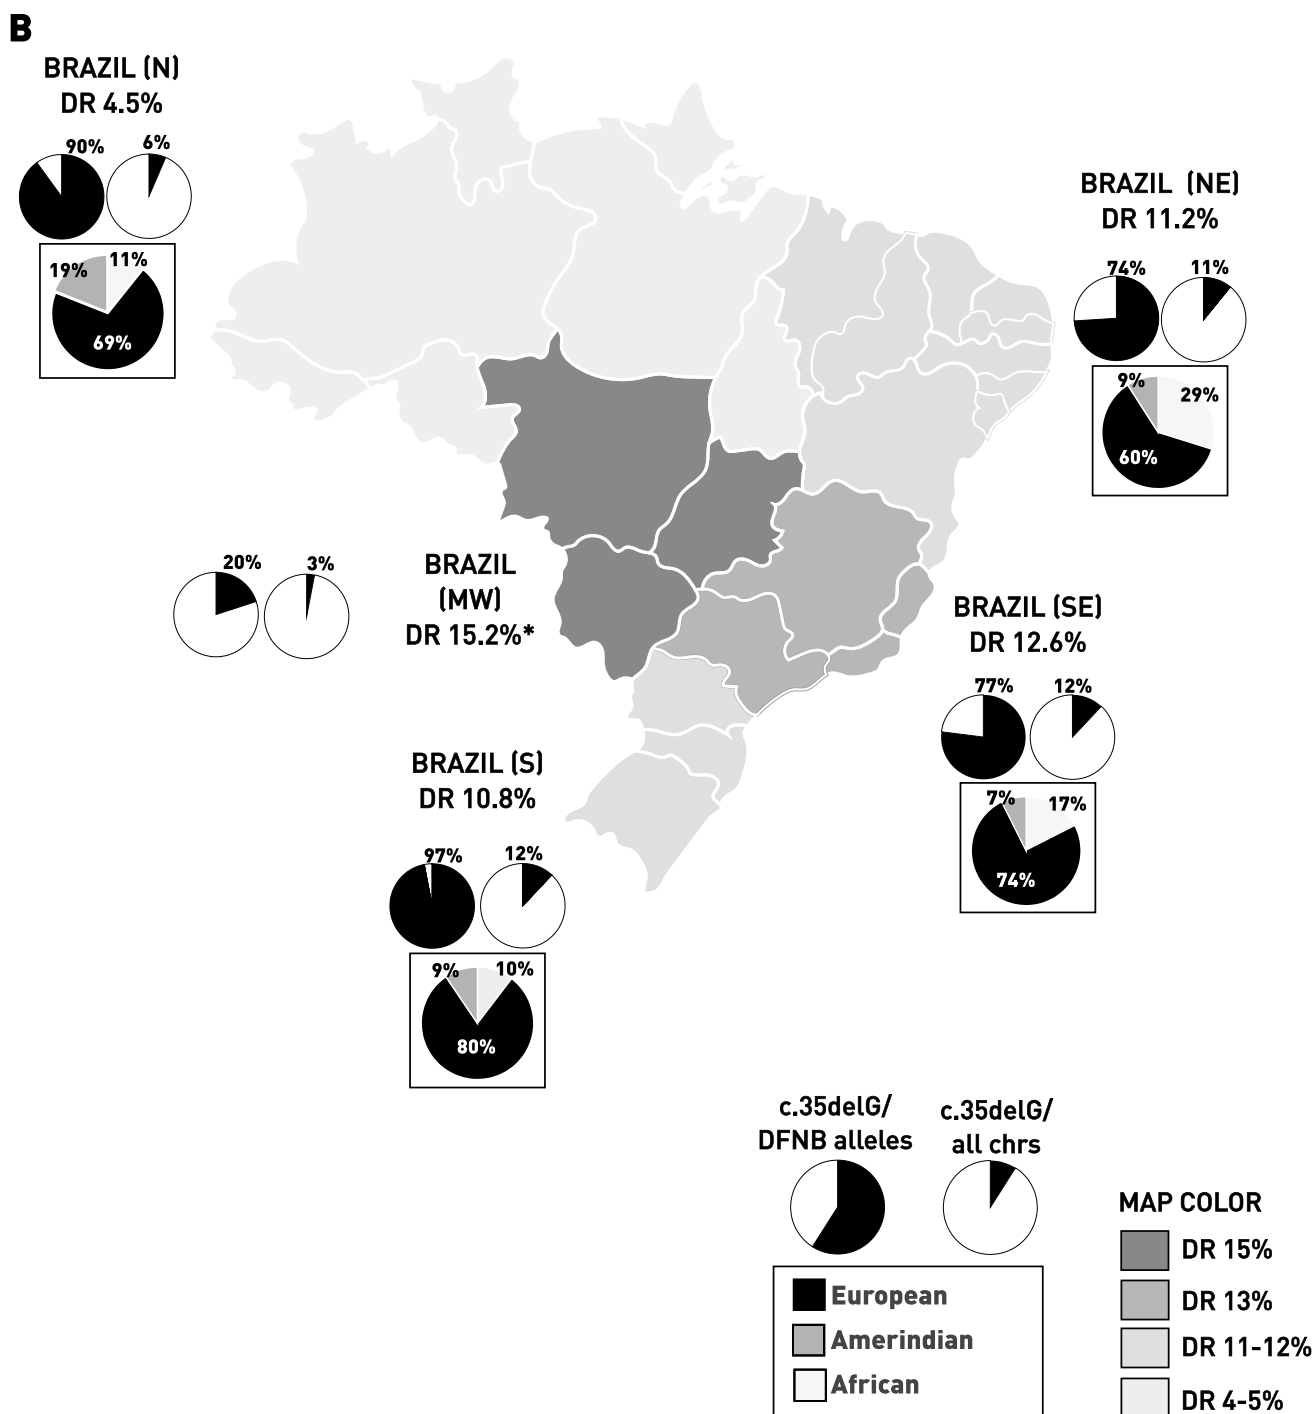 B
BRAZIL (N)
DR 4.5%
90%
6%
19%
11%
69%
BRAZIL (NE)
DR 11.2%
74%
11%
9%
29%
60%
20%
3%
BRAZIL
(MW)
DR 15.2%*
BRAZIL (SE)
DR 12.6%
77%
12%
7%
17%
74%
BRAZIL (S)
DR 10.8%
97%
12%
9%
10%
80%
c.35delG/
DFNB alleles
c.35delG/
all chrs
European
Amerindian
African
MAP COLOR
DR 15%
DR 13%
DR 11-12%
DR 4-5%